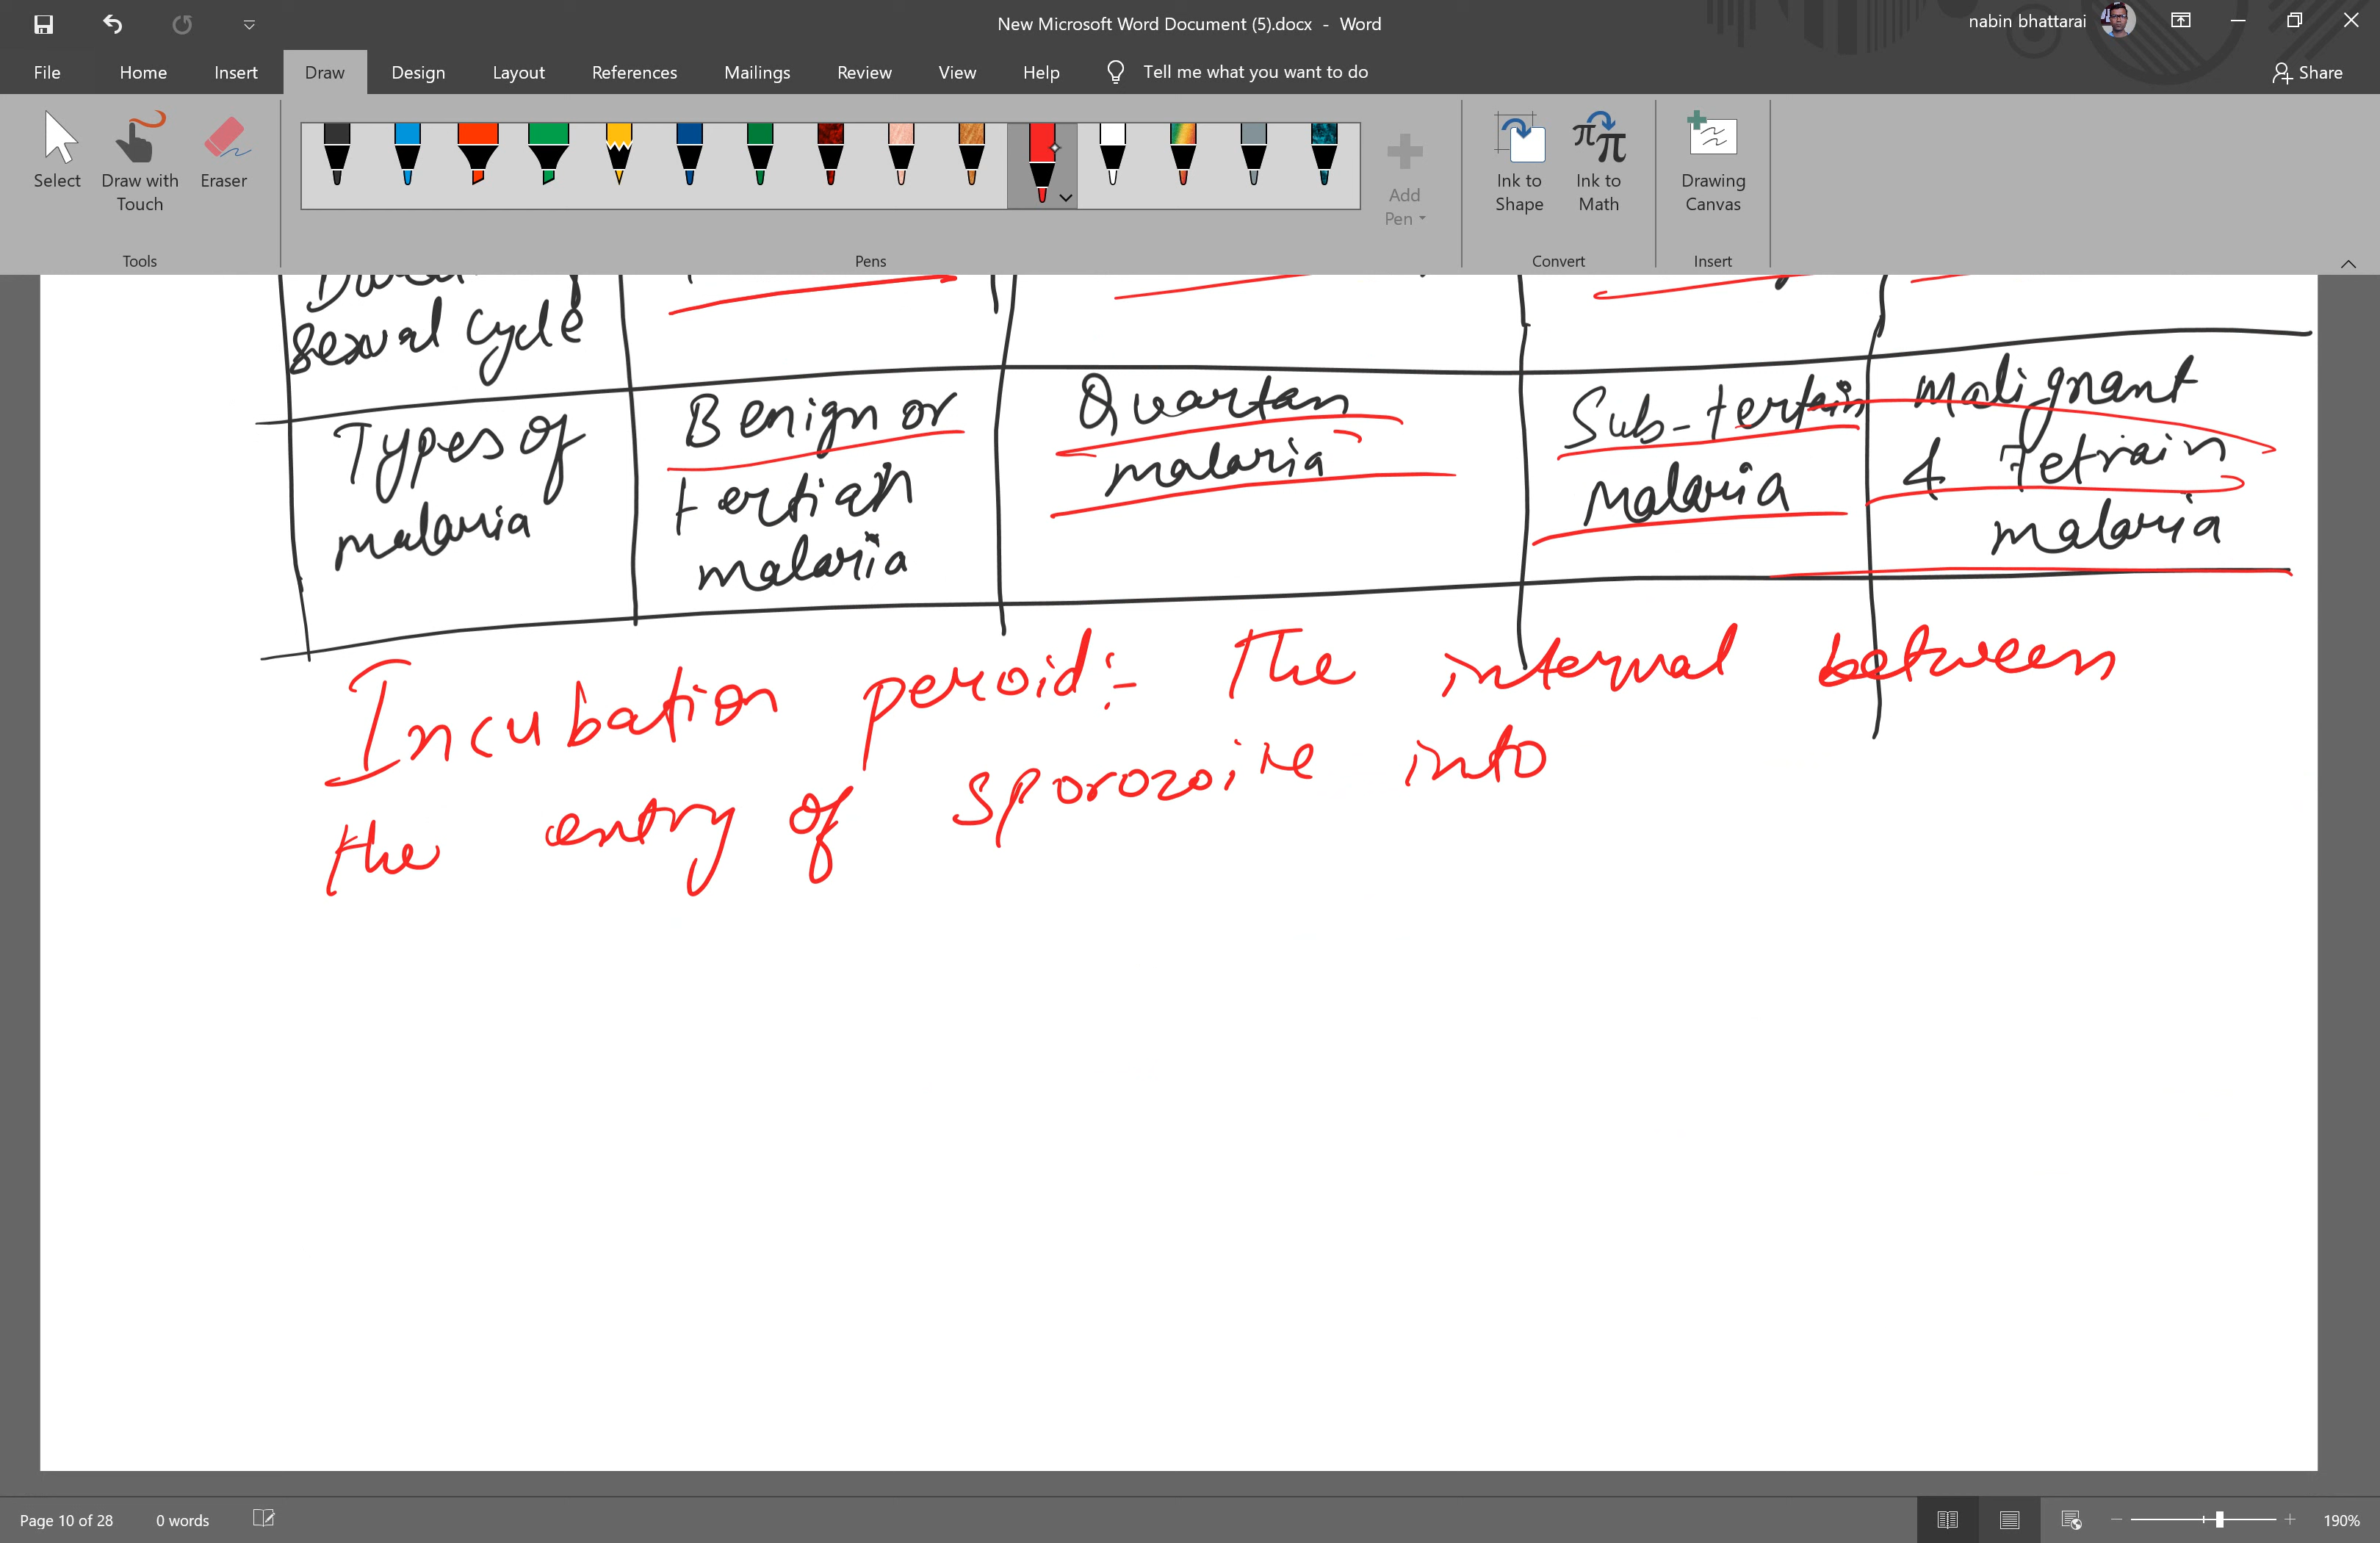 New Microsoft Word Document (5).docx - Word
nabin bhattarai
File Home Insert Draw Design Layout References Mailings Review View Help Tell me what you want to do
Share
Select
Draw with Touch
Eraser
Add Pen
Ink to Shape
Ink to Math
Drawing Canvas
Tools Pens Convert Insert
sexual cycle
Types of malaria
Benign or tertian malaria
Quartan malaria
Sub-tertain malaria
Malignant & Tetrain malaria
Incubation peroid:- The interval between
the entry of sporozoite into
Page 10 of 28 0 words
190%